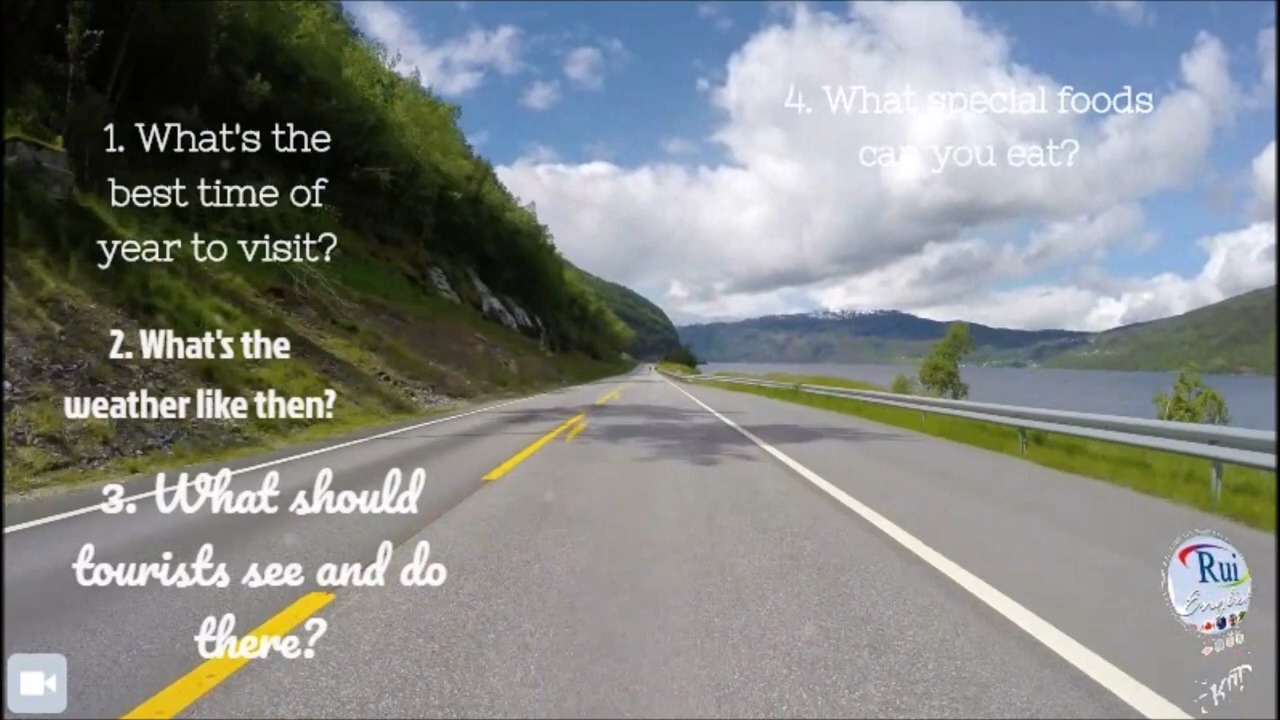 1. What's the
best time of
year to visit?
2. What's the
weather like then?
3. What should
tourists see and do
there?
4. What special foods
can you eat?
Rui